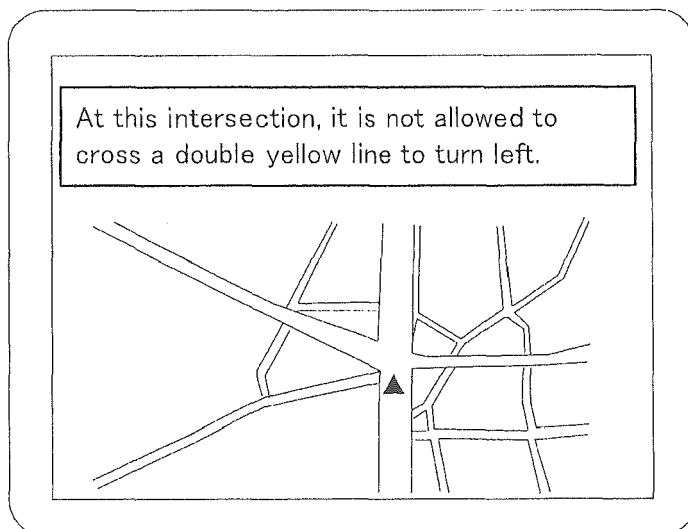 At this intersection, it is not allowed to
cross a double yellow line to turn left.